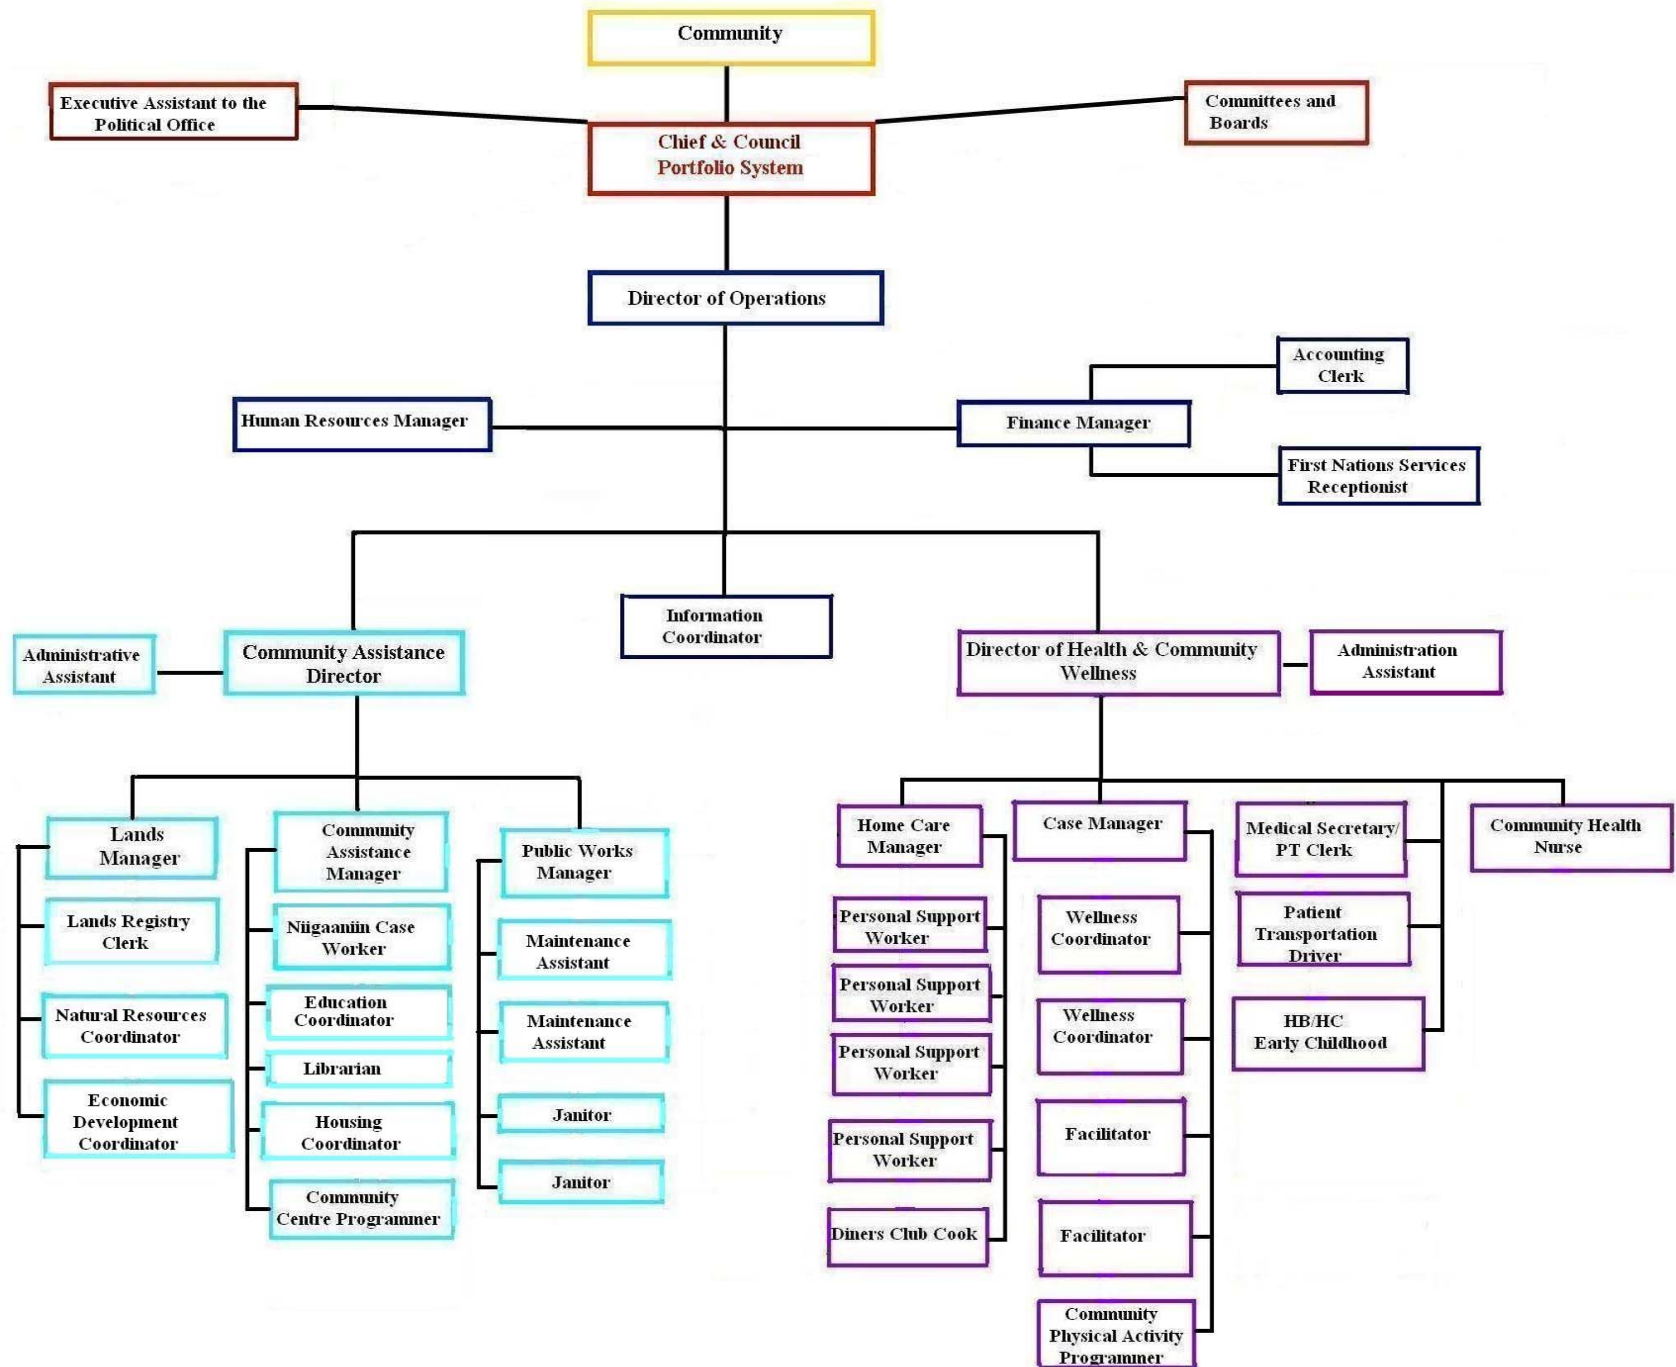 Community
Executive Assistant to the
Political Office
Committees and
Boards
Chief & Council
Portfolio System
Director of Operations
Accounting
Clerk
Human Resources Manager
Finance Manager
First Nations Services
Receptionist
Information
Coordinator
Administrative
Assistant
Community Assistance
Director
Director of Health & Community
Wellness
Administration
Assistant
Lands
Manager
Lands Registry
Clerk
Natural Resources
Coordinator
Economic
Development
Coordinator
Community
Assistance
Manager
Niigaaniin Case
Worker
Education
Coordinator
Librarian
Housing
Coordinator
Community
Centre Programmer
Public Works
Manager
Maintenance
Assistant
Maintenance
Assistant
Janitor
Janitor
Home Care
Manager
Personal Support
Worker
Personal Support
Worker
Personal Support
Worker
Personal Support
Worker
Diners Club Cook
Case Manager
Wellness
Coordinator
Wellness
Coordinator
Facilitator
Facilitator
Community
Physical Activity
Programmer
Medical Secretary/
PT Clerk
Patient
Transportation
Driver
HB/HC
Early Childhood
Community Health
Nurse